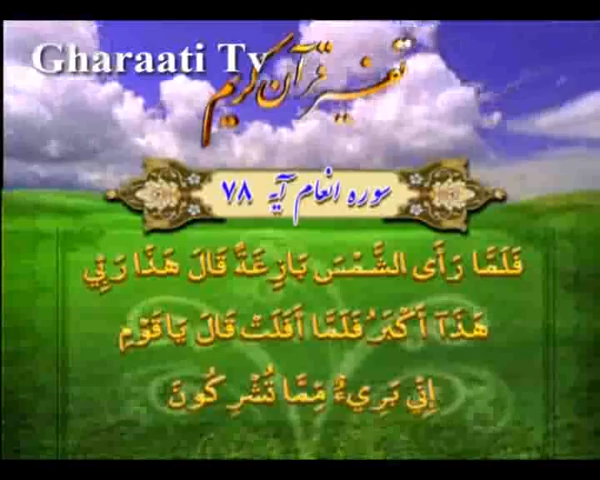 Gharaati Tv
تفسیر قرآن کریم
سوره انعام آیه ۷۸
فَلَمَّا رَأَى الشَّمْسَ بَازِغَةً قَالَ هَذَا رَبِّي
هَذَآ أَكْبَرُ فَلَمَّا أَفَلَتْ قَالَ يَا قَوْمِ
إِنِّي بَرِيءٌ مِّمَّا تُشْرِكُونَ